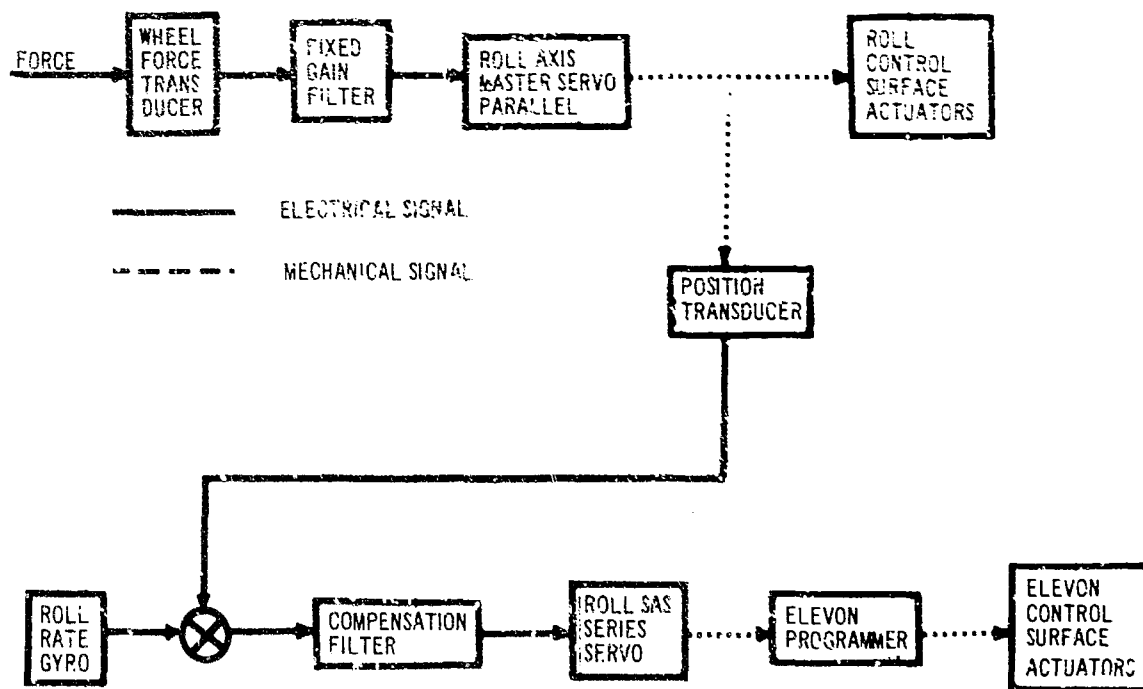 FORCE
WHEEL
FORCE
TRANS
DUCER
FIXED
GAIN
FILTER
ROLL AXIS
MASTER SERVO
PARALLEL
ROLL
CONTROL
SURFACE
ACTUATORS
ELECTRICAL SIGNAL
MECHANICAL SIGNAL
POSITION
TRANSDUCER
ROLL
RATE
GYRO
COMPENSATION
FILTER
ROLL SAS
SERIES
SERVO
ELEVON
PROGRAMMER
ELEVON
CONTROL
SURFACE
ACTUATORS